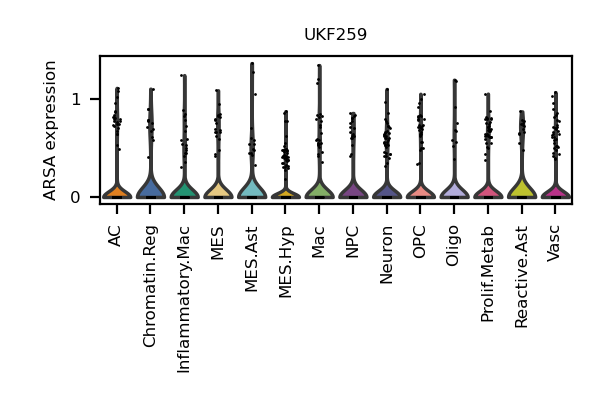 UKF259
ARSA expression
1
0
AC
Chromatin.Reg
Inflammatory.Mac
MES
MES.Ast
MES.Hyp
Mac
NPC
Neuron
OPC
Oligo
Prolif.Metab
Reactive.Ast
Vasc